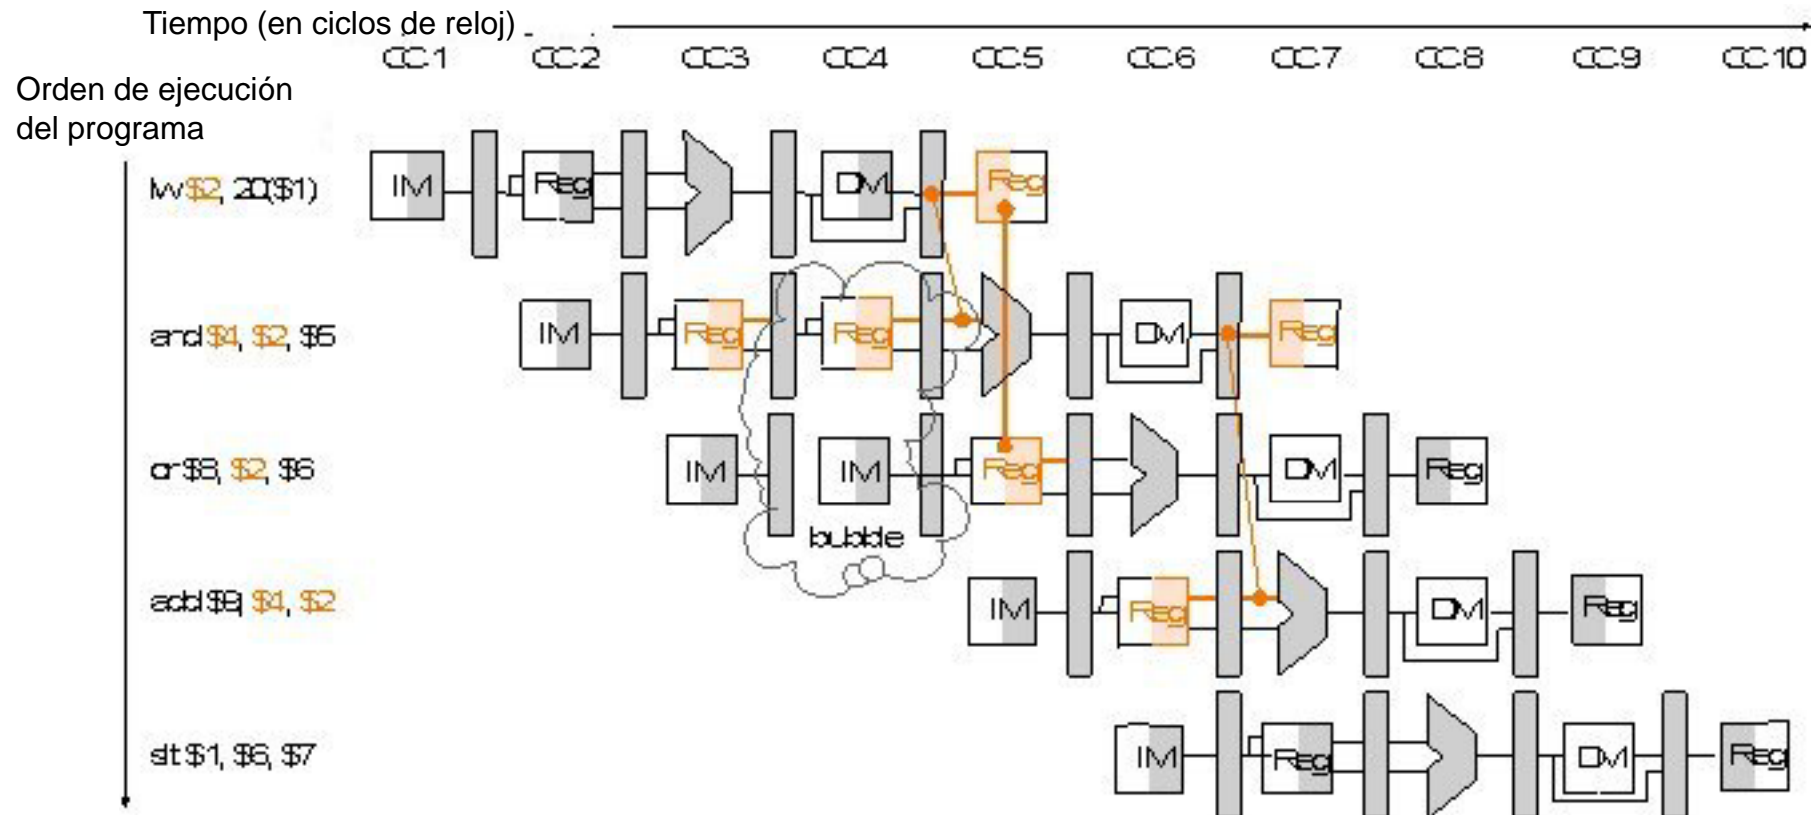 Tiempo (en ciclos de reloj)
CC1 CC2 CC3 CC4 CC5 CC6 CC7 CC8 CC9 CC10
Orden de ejecución
del programa
lw $2, 20($1)
IM Reg DM Reg
and $4, $2, $5
IM Reg Reg DM Reg
or $8, $2, $6
IM IM Reg DM Reg
bubble
add $9, $4, $2
IM Reg DM Reg
slt $1, $6, $7
IM Reg DM Reg